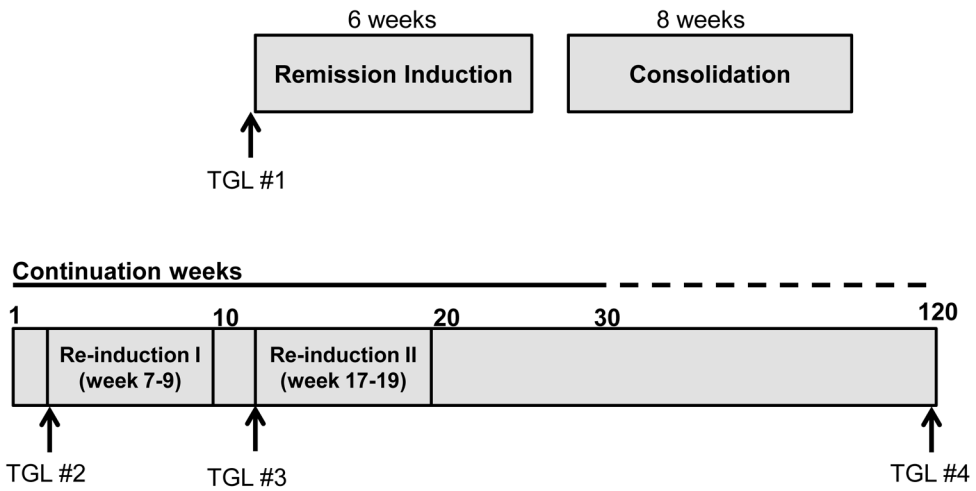 6 weeks 8 weeks
Remission Induction Consolidation
TGL #1
Continuation weeks
1 10 20 30 120
Re-induction I Re-induction II
(week 7-9) (week 17-19)
TGL #2 TGL #3 TGL #4